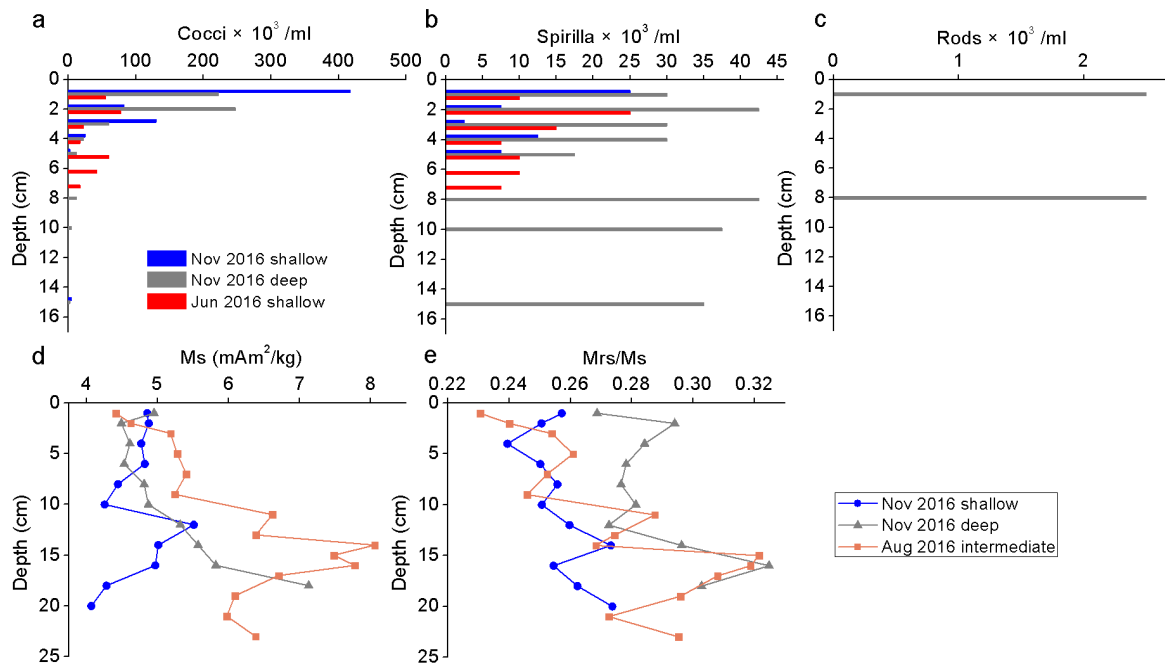 a
Cocci × 10³ /ml
0 100 200 300 400 500
0
2
4
6
8
10
12
14
16
Depth (cm)
Nov 2016 shallow
Nov 2016 deep
Jun 2016 shallow
b
Spirilla × 10³ /ml
0 5 10 15 20 25 30 35 40 45
0
2
4
6
8
10
12
14
16
Depth (cm)
c
Rods × 10³ /ml
0 1 2
0
2
4
6
8
10
12
14
16
Depth (cm)
d
Ms (mAm²/kg)
4 5 6 7 8
0
5
10
15
20
25
Depth (cm)
e
Mrs/Ms
0.22 0.24 0.26 0.28 0.30 0.32
0
5
10
15
20
25
Depth (cm)
Nov 2016 shallow
Nov 2016 deep
Aug 2016 intermediate